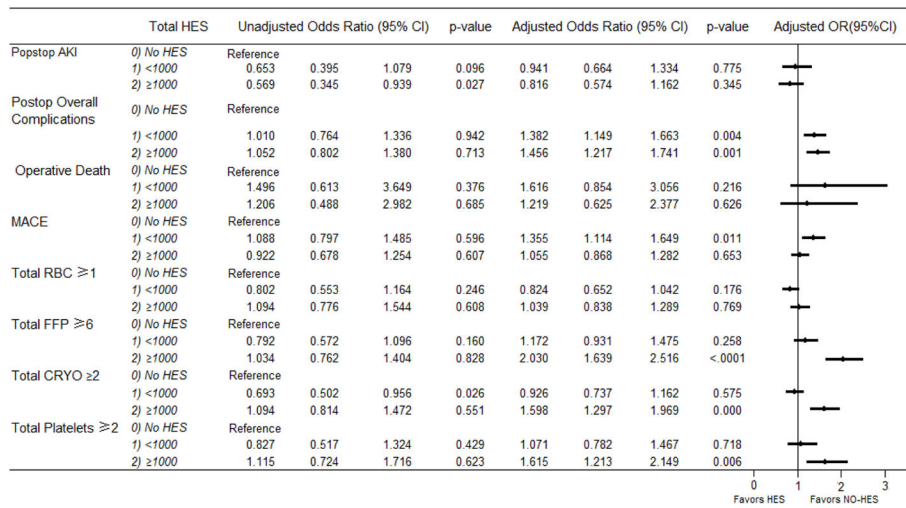 Total HES Unadjusted Odds Ratio (95% CI) p-value Adjusted Odds Ratio (95% CI) p-value Adjusted OR(95%CI)
Popstop AKI 0) No HES Reference
1) <1000 0.653 0.395 1.079 0.096 0.941 0.664 1.334 0.775
2) ≥1000 0.569 0.345 0.939 0.027 0.816 0.574 1.162 0.345
Postop Overall
Complications 0) No HES Reference
1) <1000 1.010 0.764 1.336 0.942 1.382 1.149 1.663 0.004
2) ≥1000 1.052 0.802 1.380 0.713 1.456 1.217 1.741 0.001
Operative Death 0) No HES Reference
1) <1000 1.496 0.613 3.649 0.376 1.616 0.854 3.056 0.216
2) ≥1000 1.206 0.488 2.982 0.685 1.219 0.625 2.377 0.626
MACE 0) No HES Reference
1) <1000 1.088 0.797 1.485 0.596 1.355 1.114 1.649 0.011
2) ≥1000 0.922 0.678 1.254 0.607 1.055 0.868 1.282 0.653
Total RBC ≥1 0) No HES Reference
1) <1000 0.802 0.553 1.164 0.246 0.824 0.652 1.042 0.176
2) ≥1000 1.094 0.776 1.544 0.608 1.039 0.838 1.289 0.769
Total FFP ≥6 0) No HES Reference
1) <1000 0.792 0.572 1.096 0.160 1.172 0.931 1.475 0.258
2) ≥1000 1.034 0.762 1.404 0.828 2.030 1.639 2.516 <.0001
Total CRYO ≥2 0) No HES Reference
1) <1000 0.693 0.502 0.956 0.026 0.926 0.737 1.162 0.575
2) ≥1000 1.094 0.814 1.472 0.551 1.598 1.297 1.969 0.000
Total Platelets ≥2 0) No HES Reference
1) <1000 0.827 0.517 1.324 0.429 1.071 0.782 1.467 0.718
2) ≥1000 1.115 0.724 1.716 0.623 1.615 1.213 2.149 0.006
0 1 2 3
Favors HES Favors NO-HES